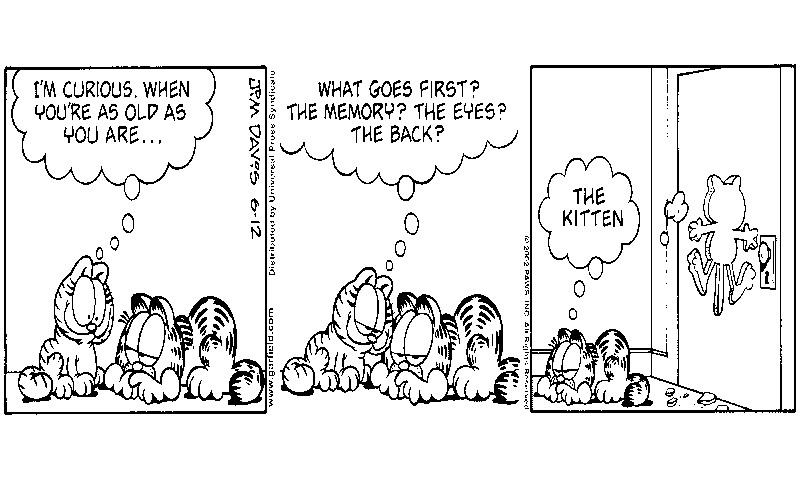 I'M CURIOUS. WHEN
YOU'RE AS OLD AS
YOU ARE...
JIM DAVIS 6-12
Distributed by Universal Press Syndicate
www.garfield.com
WHAT GOES FIRST?
THE MEMORY? THE EYES?
THE BACK?
© 2002 PAWS, INC. All Rights Reserved
THE
KITTEN